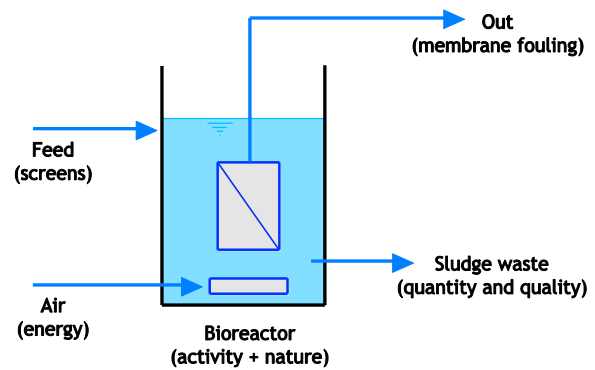 Out
(membrane fouling)
Feed
(screens)
Sludge waste
(quantity and quality)
Air
(energy)
Bioreactor
(activity + nature)